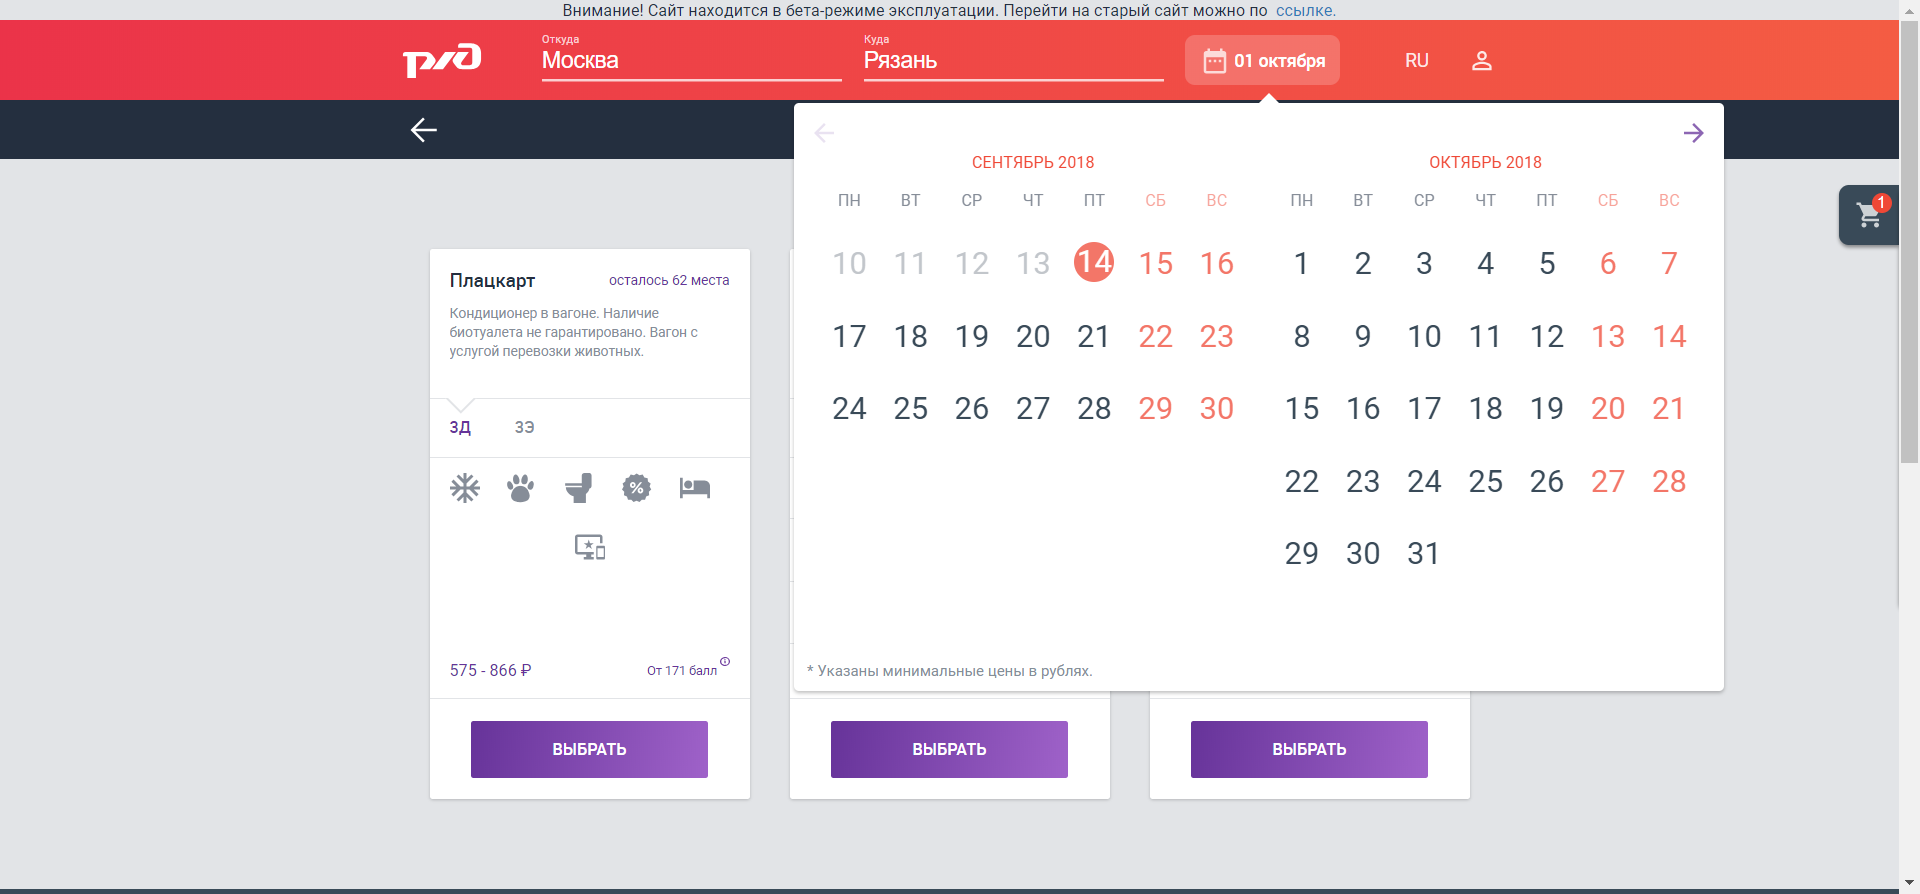 Внимание! Сайт находится в бета-режиме эксплуатации. Перейти на старый сайт можно по ссылке.
Откуда
Москва
Куда
Рязань
01 октября
RU
1
СЕНТЯБРЬ 2018
ПН ВТ СР ЧТ ПТ СБ ВС
10 11 12 13 14 15 16
17 18 19 20 21 22 23
24 25 26 27 28 29 30
ОКТЯБРЬ 2018
ПН ВТ СР ЧТ ПТ СБ ВС
1 2 3 4 5 6 7
8 9 10 11 12 13 14
15 16 17 18 19 20 21
22 23 24 25 26 27 28
29 30 31
* Указаны минимальные цены в рублях.
Плацкарт
осталось 62 места
Кондиционер в вагоне. Наличие
биотуалета не гарантировано. Вагон с
услугой перевозки животных.
3Д 3Э
%
575 - 866 ₽
От 171 балл
ВЫБРАТЬ
ВЫБРАТЬ
ВЫБРАТЬ